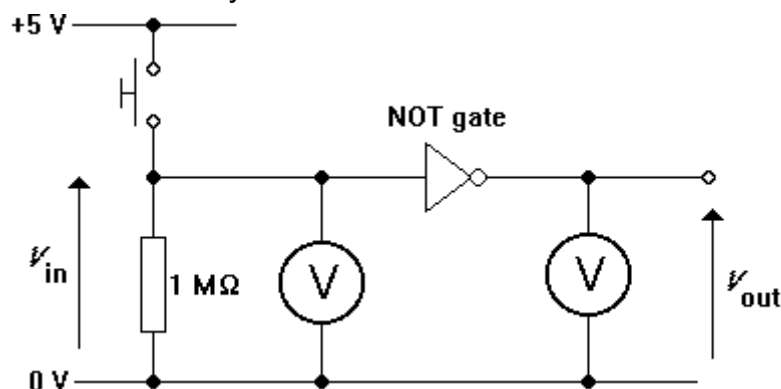 +5 V
NOT gate
V in
1 MΩ
V
V
V out
0 V